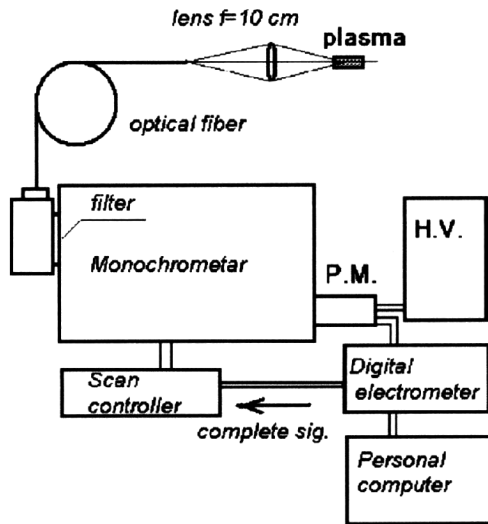 lens f=10 cm
plasma
optical fiber
filter
Monochrometar
H.V.
P.M.
Scan
controller
Digital
electrometer
complete sig.
Personal
computer